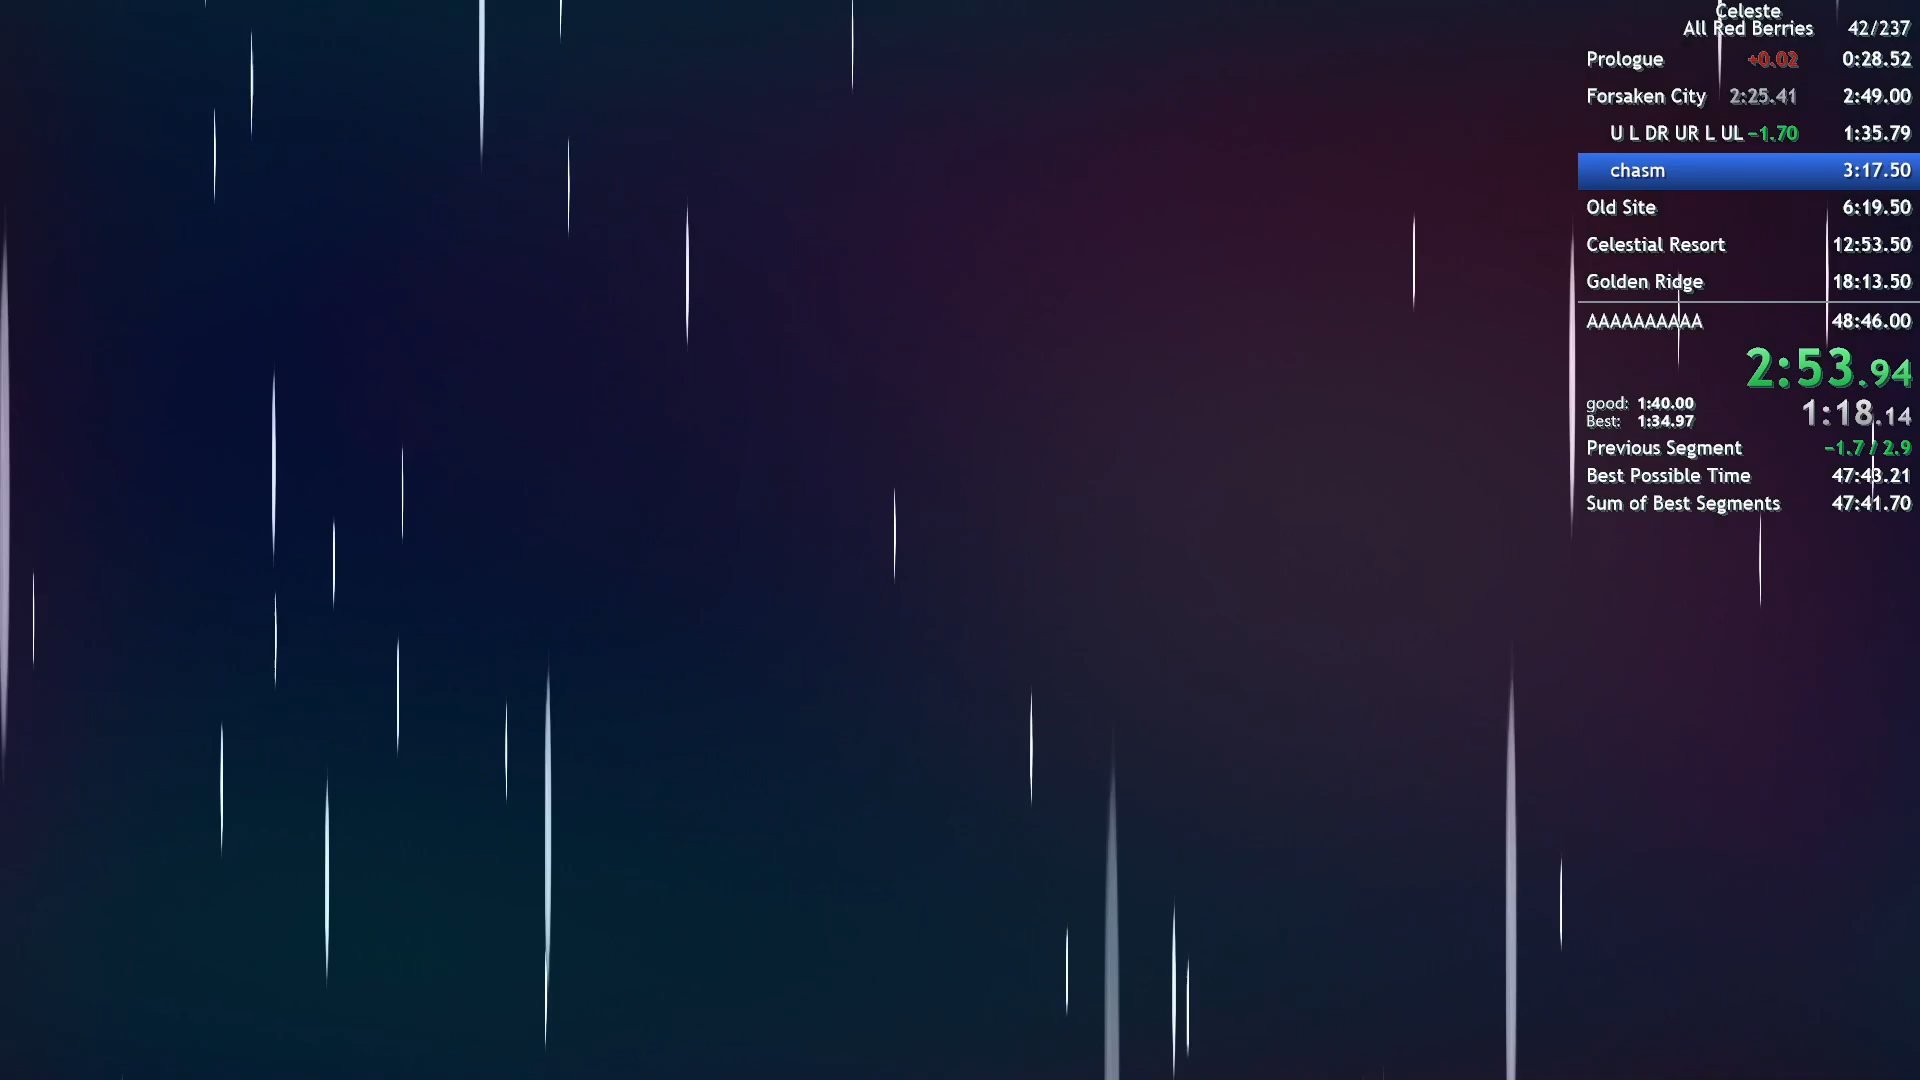 Celeste
All Red Berries 42/237
Prologue +0.02 0:28.52
Forsaken City 2:25.41 2:49.00
U L DR UR L UL -1.70 1:35.79
chasm 3:17.50
Old Site 6:19.50
Celestial Resort 12:53.50
Golden Ridge 18:13.50
AAAAAAAAAA 48:46.00
2:53.94
good: 1:40.00
Best: 1:34.97
1:18.14
Previous Segment -1.7 / 2.9
Best Possible Time 47:43.21
Sum of Best Segments 47:41.70